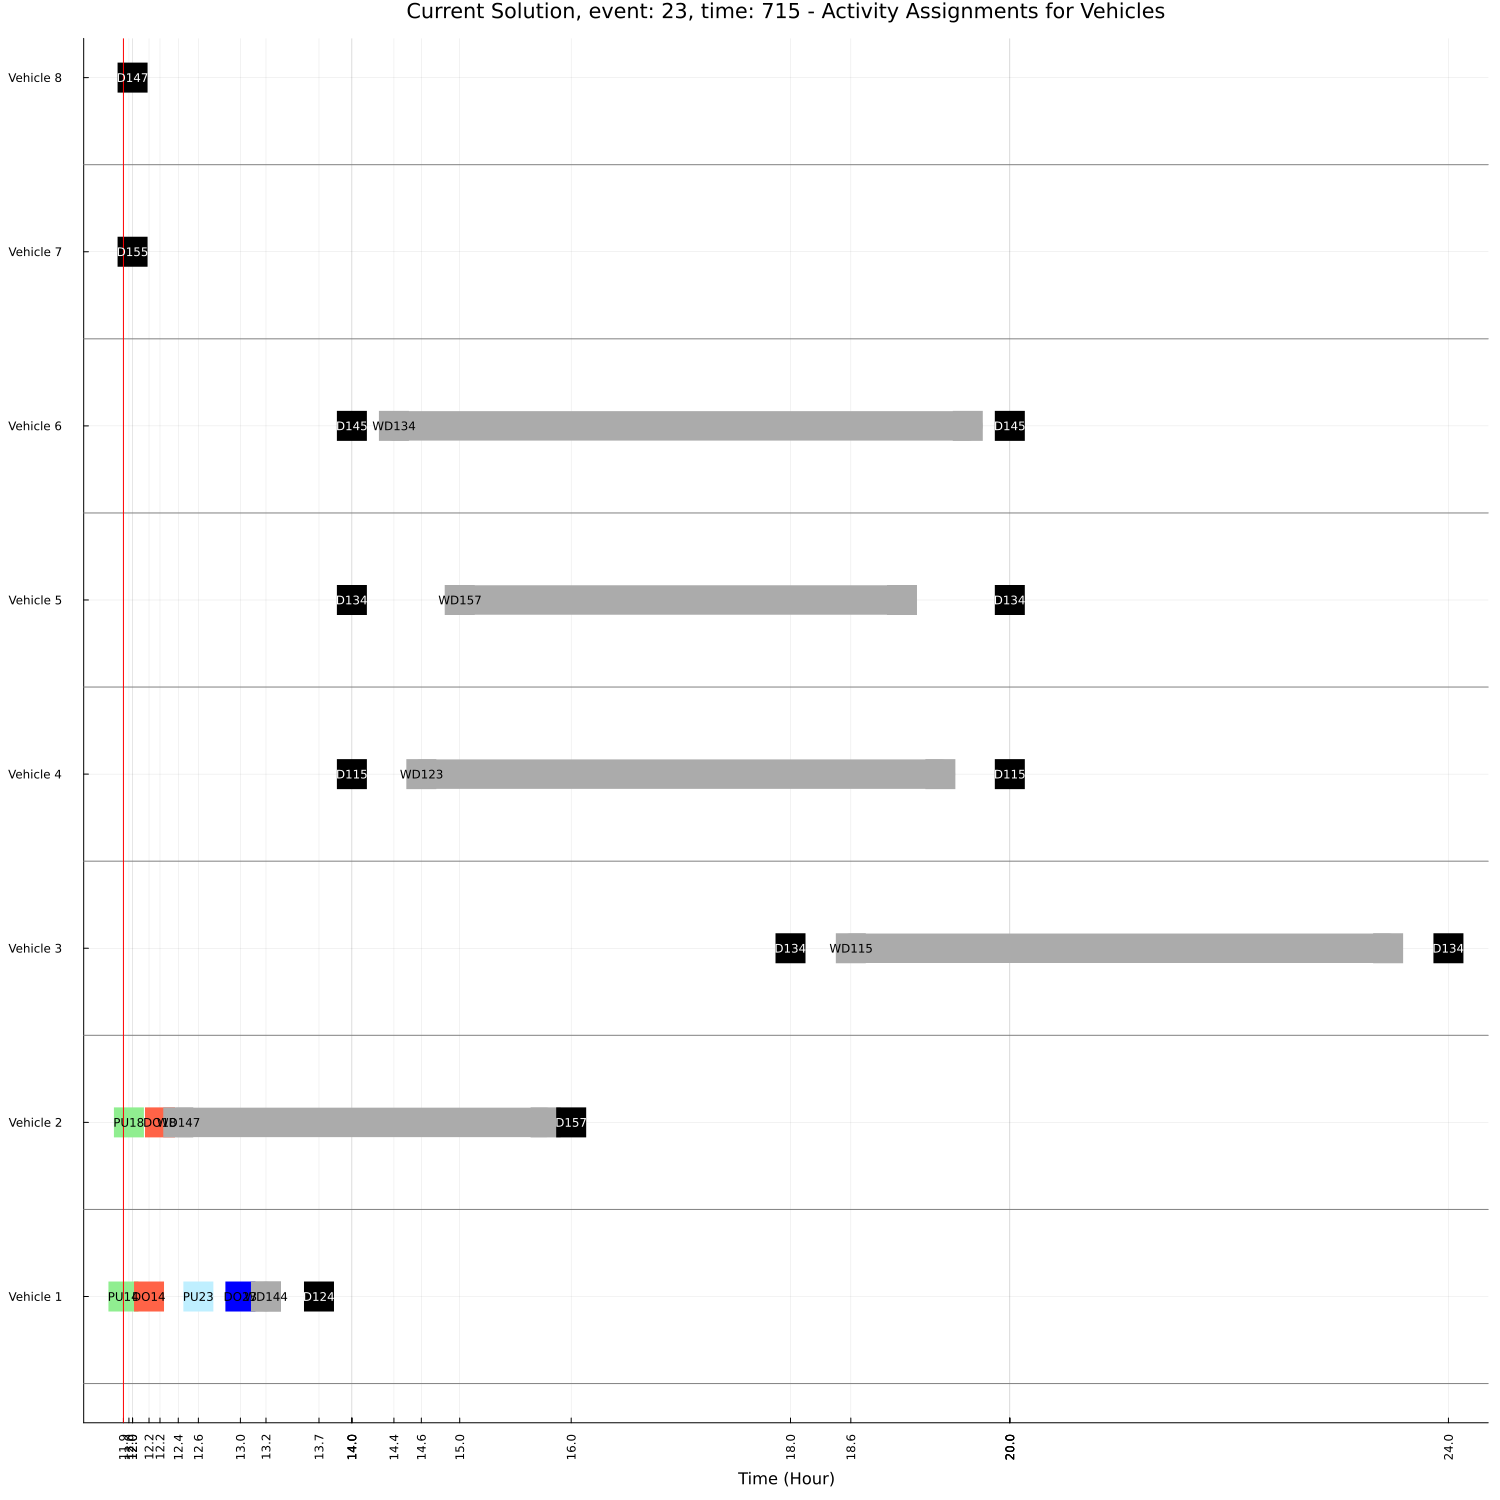 Current Solution, event: 23, time: 715 - Activity Assignments for Vehicles
Vehicle 8
D147
Vehicle 7
D155
Vehicle 6
D145
WD134
D145
Vehicle 5
D134
WD157
D134
Vehicle 4
D115
WD123
D115
Vehicle 3
D134
WD115
D134
Vehicle 2
PU18
WD147
D157
Vehicle 1
PU14
DO14
PU23
WD144
D124
12.2
12.2
12.4
12.6
13.0
13.2
13.7
14.0
14.4
14.6
15.0
16.0
18.0
18.6
20.0
24.0
Time (Hour)